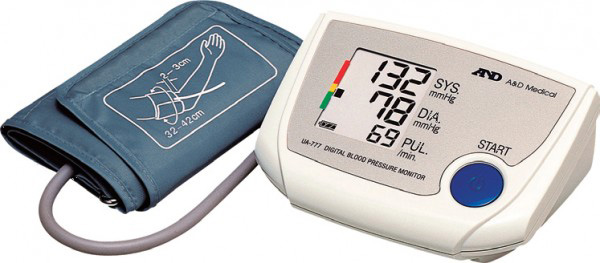 2-3cm
32-42cm
132 SYS. mmHg
78 DiA. mmHg
69 PUL. /min.
AND A&D Medical
START
UA-777 DIGITAL BLOOD PRESSURE MONITOR